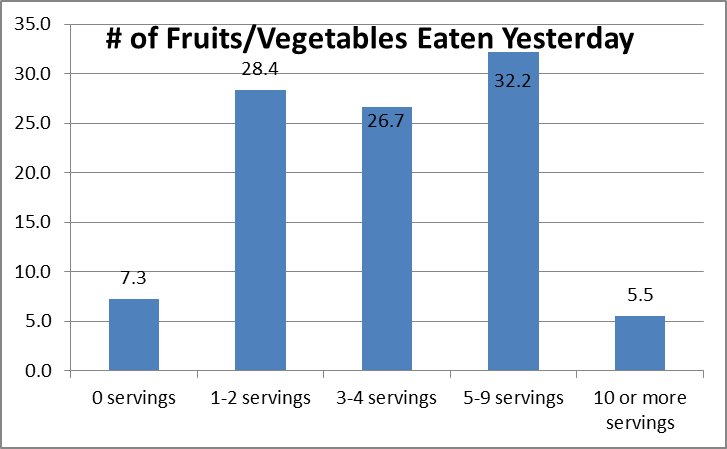 # of Fruits/Vegetables Eaten Yesterday
35.0
30.0
25.0
20.0
15.0
10.0
5.0
0.0
7.3
28.4
26.7
32.2
5.5
0 servings
1-2 servings
3-4 servings
5-9 servings
10 or more
servings